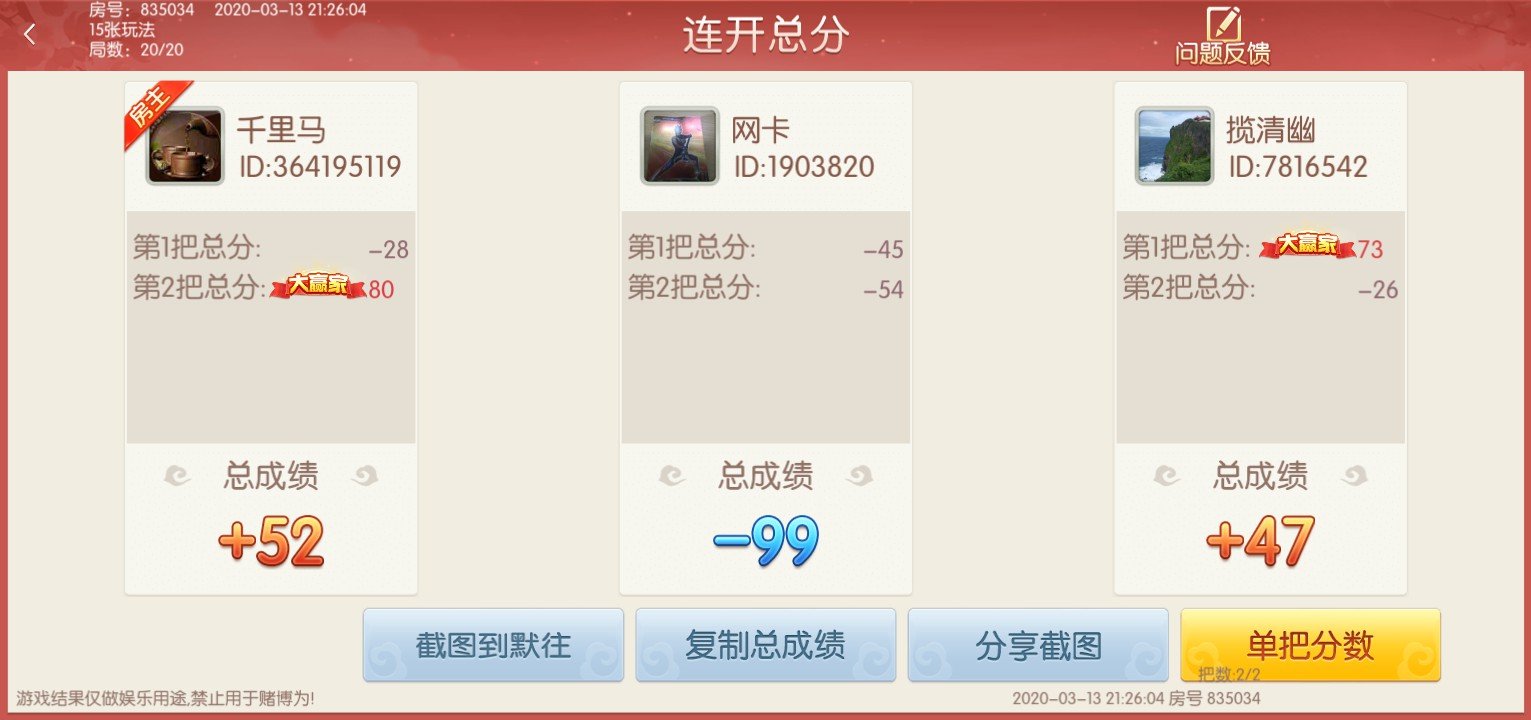 房号：835034 2020-03-13 21:26:04
15张玩法
局数：20/20
连开总分
问题反馈
房主
千里马
ID:364195119
第1把总分: -28
第2把总分: 大赢家 80
总成绩
+52
网卡
ID:1903820
第1把总分: -45
第2把总分: -54
总成绩
-99
揽清幽
ID:7816542
第1把总分: 大赢家 73
第2把总分: -26
总成绩
+47
截图到默往
复制总成绩
分享截图
单把分数
把数:2/2
游戏结果仅做娱乐用途,禁止用于赌博为!
2020-03-13 21:26:04 房号 835034